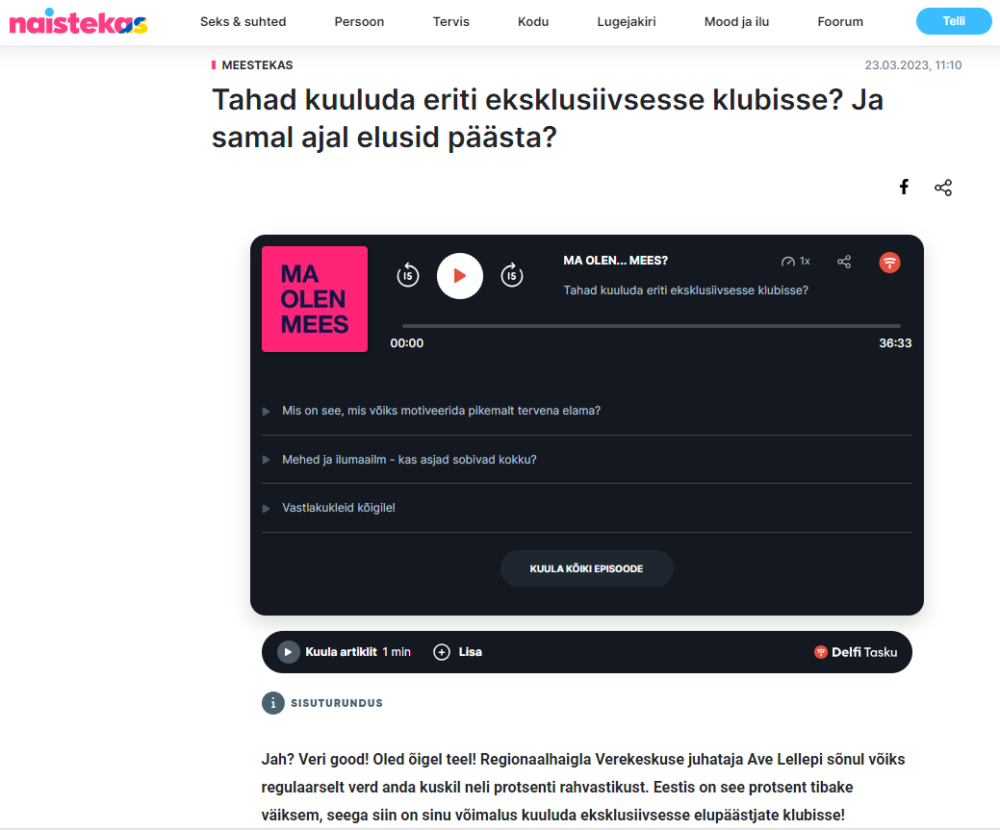 naistekas
Seks & suhted
Persoon
Tervis
Kodu
Lugejakiri
Mood ja ilu
Foorum
Telli
MEESTEKAS
23.03.2023, 11:10
Tahad kuuluda eriti eksklusiivsesse klubisse? Ja
samal ajal elusid päästa?
MA
OLEN
MEES
15
15
MA OLEN... MEES?
1x
Tahad kuuluda eriti eksklusiivsesse klubisse?
00:00
36:33
Mis on see, mis võiks motiveerida pikemalt tervena elama?
Mehed ja ilumaailm - kas asjad sobivad kokku?
Vastlakukleid kõigile!
KUULA KÕIKI EPISOODE
Kuula artiklit 1 min
Lisa
Delfi Tasku
i SISUTURUNDUS
Jah? Veri good! Oled õigel teel! Regionaalhaigla Verekeskuse juhataja Ave Lellepi sõnul võiks
regulaarselt verd anda kuskil neli protsenti rahvastikust. Eestis on see protsent tibake
väiksem, seega siin on sinu võimalus kuuluda eksklusiivsesse elupäästjate klubisse!